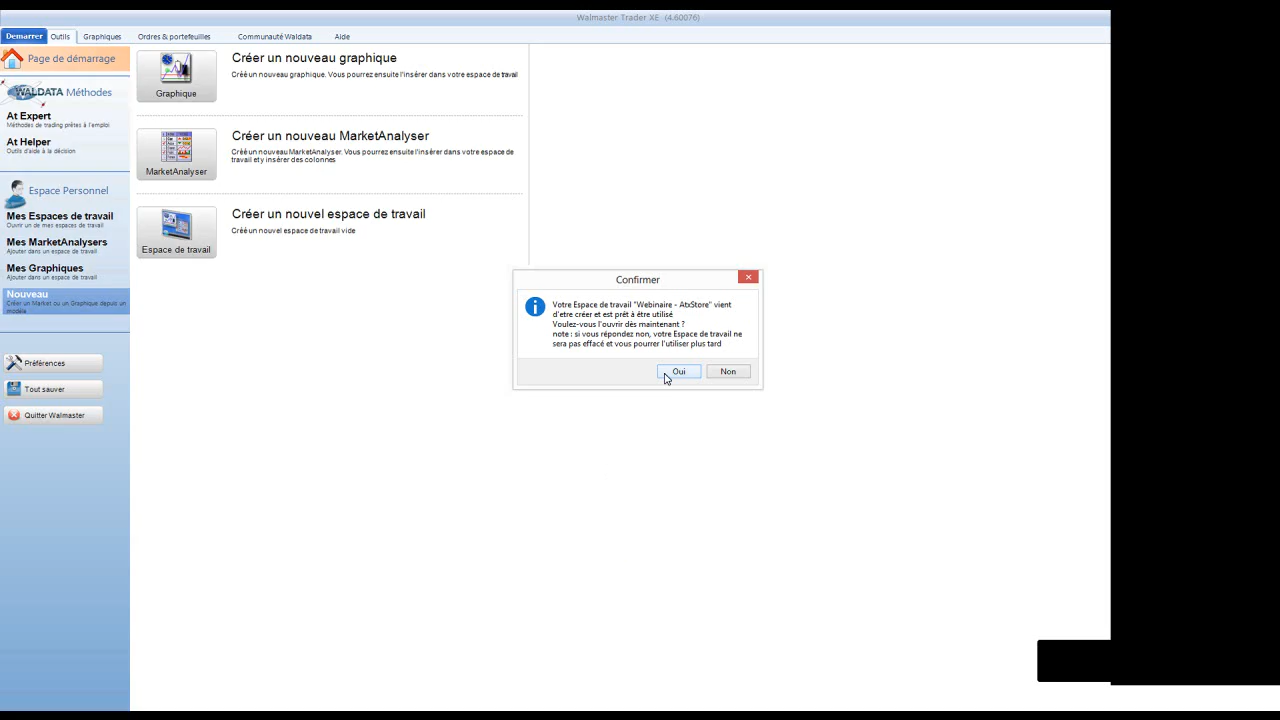 Walmaster Trader XE (4.60076)
Demarrer Outils Graphiques Ordres & portefeuilles Communauté Waldata Aide
Page de démarrage
WALDATA Méthodes
At Expert
Méthodes de trading prêtes à l'emploi
At Helper
Outils d'aide à la décision
Espace Personnel
Mes Espaces de travail
Ouvrir un de mes espaces de travail
Mes MarketAnalysers
Ajouter dans un espace de travail
Mes Graphiques
Ajouter dans un espace de travail
Nouveau
Créer un Market ou un Graphique depuis un
modèle
Préférences
Tout sauver
Quitter Walmaster
Graphique
Créer un nouveau graphique
Créé un nouveau graphique. Vous pourrez ensuite l'insérer dans votre espace de travail
MarketAnalyser
Créer un nouveau MarketAnalyser
Créé un nouveau MarketAnalyser. Vous pourrez ensuite l'insérer dans votre espace de
travail et y insérer des colonnes
Espace de travail
Créer un nouvel espace de travail
Créé un nouvel espace de travail vide
Confirmer
Votre Espace de travail "Webinaire - AtxStore" vient
d'etre créer et est prêt à être utilisé
Voulez-vous l'ouvrir dès maintenant ?
note : si vous répondez non, votre Espace de travail ne
sera pas effacé et vous pourrer l'utiliser plus tard
Oui Non